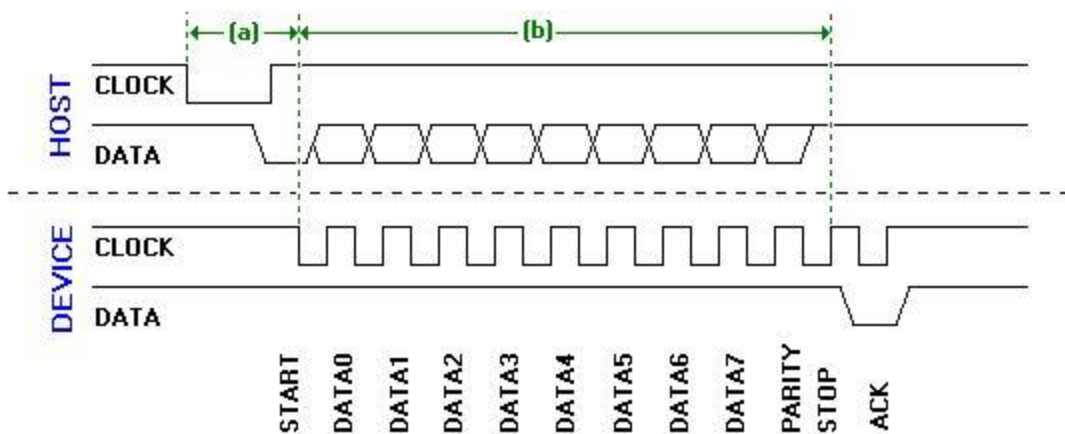 (a)
(b)
HOST
CLOCK
DATA
DEVICE
CLOCK
DATA
START
DATA0
DATA1
DATA2
DATA3
DATA4
DATA5
DATA6
DATA7
PARITY
STOP
ACK